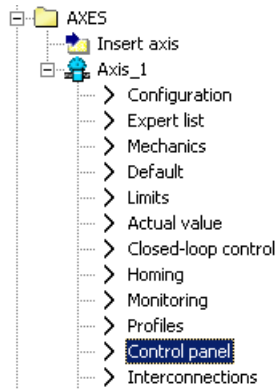 AXES
Insert axis
Axis_1
Configuration
Expert list
Mechanics
Default
Limits
Actual value
Closed-loop control
Homing
Monitoring
Profiles
Control panel
Interconnections